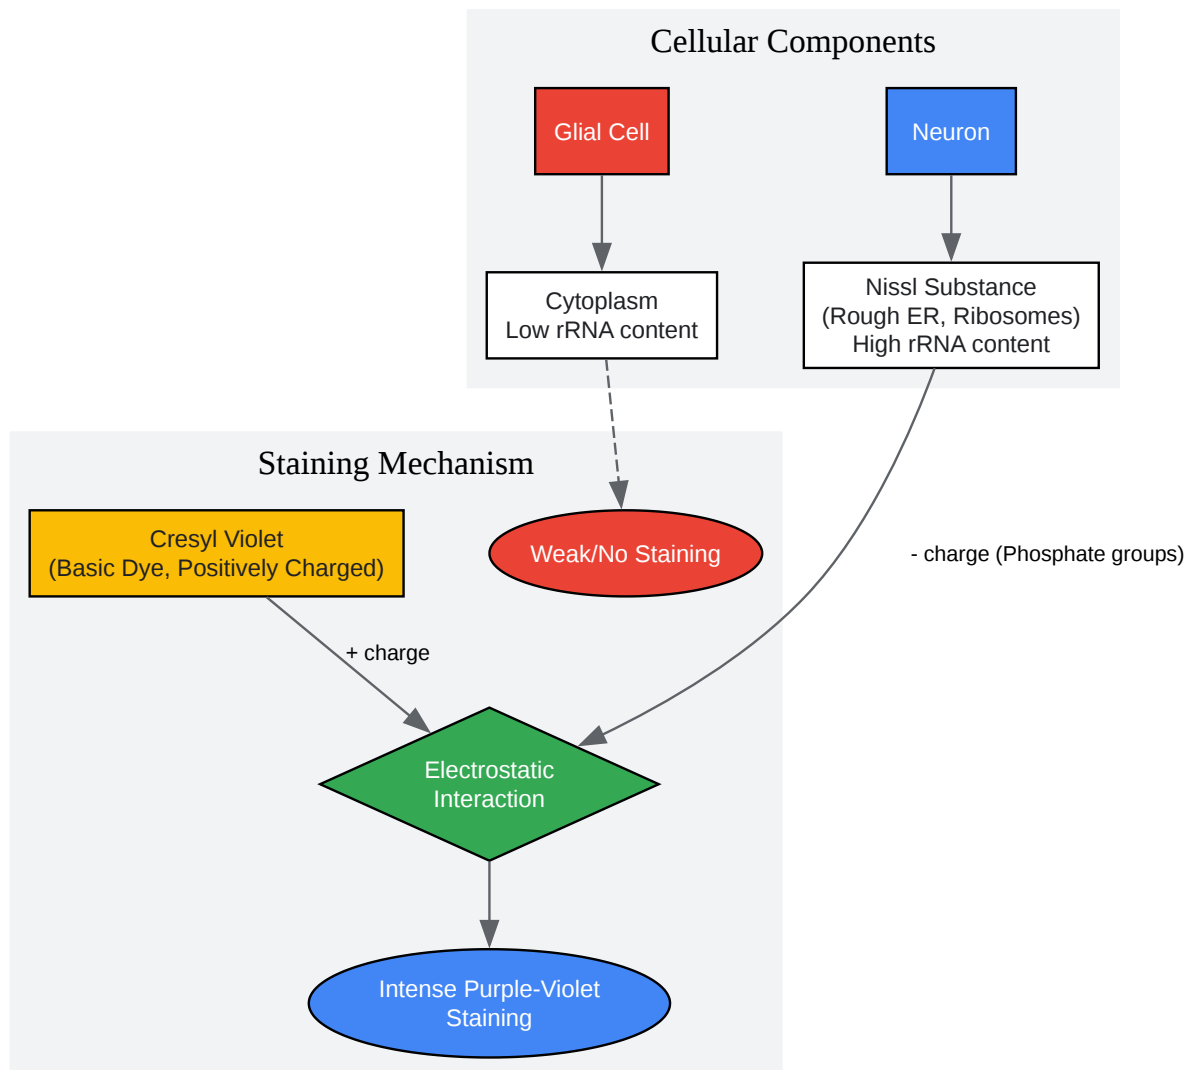 Cellular Components
Glial Cell
Neuron
Cytoplasm
Low rRNA content
Nissl Substance
(Rough ER, Ribosomes)
High rRNA content
Staining Mechanism
Cresyl Violet
(Basic Dye, Positively Charged)
Weak/No Staining
- charge (Phosphate groups)
+ charge
Electrostatic
Interaction
Intense Purple-Violet
Staining